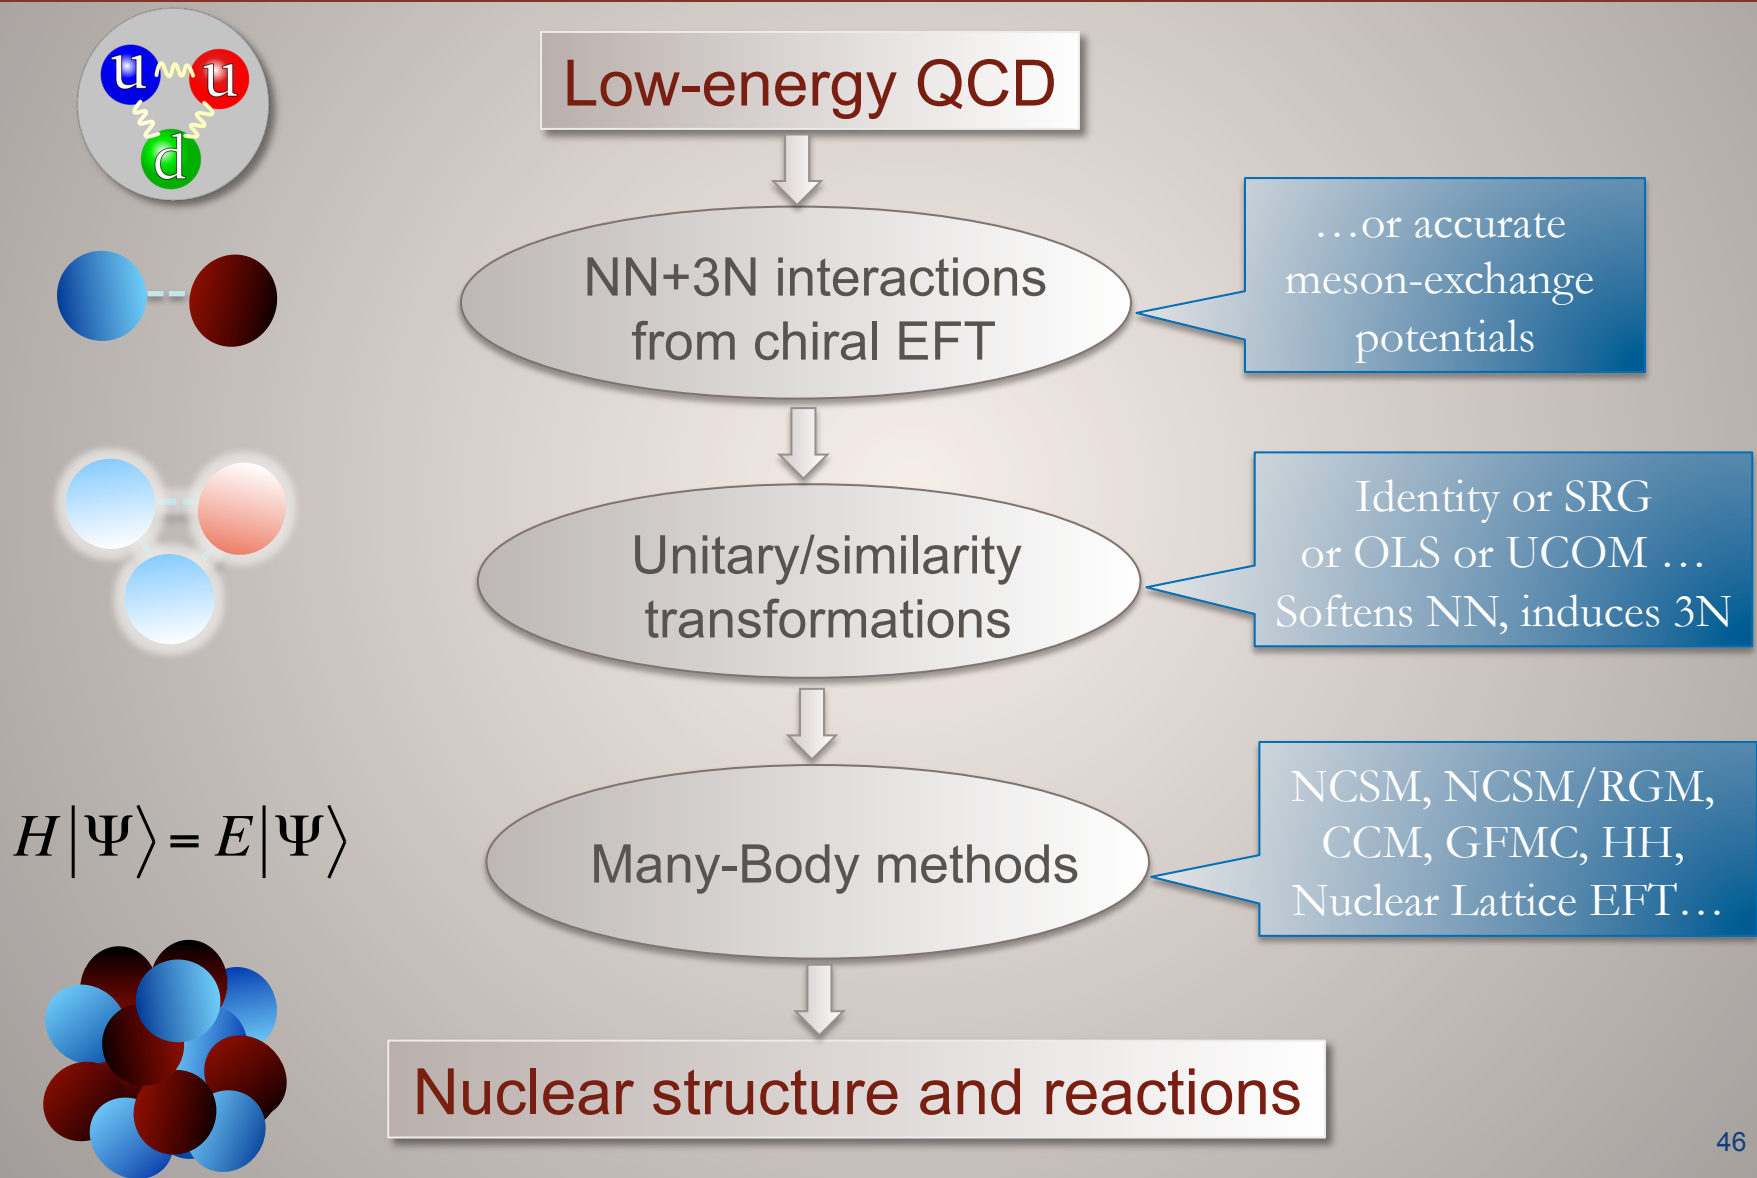 u u
d
Low-energy QCD
NN+3N interactions
from chiral EFT
…or accurate
meson-exchange
potentials
Unitary/similarity
transformations
Identity or SRG
or OLS or UCOM …
Softens NN, induces 3N
H|Ψ⟩ = E|Ψ⟩
Many-Body methods
NCSM, NCSM/RGM,
CCM, GFMC, HH,
Nuclear Lattice EFT…
Nuclear structure and reactions
46